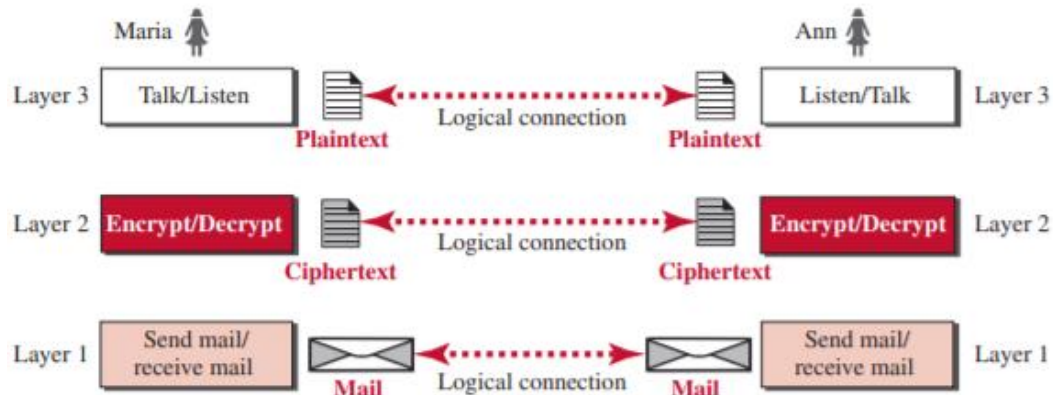 Maria
Ann
Layer 3
Talk/Listen
Logical connection
Listen/Talk
Layer 3
Plaintext
Plaintext
Layer 2
Encrypt/Decrypt
Logical connection
Encrypt/Decrypt
Layer 2
Ciphertext
Ciphertext
Layer 1
Send mail/
receive mail
Logical connection
Send mail/
receive mail
Layer 1
Mail
Mail